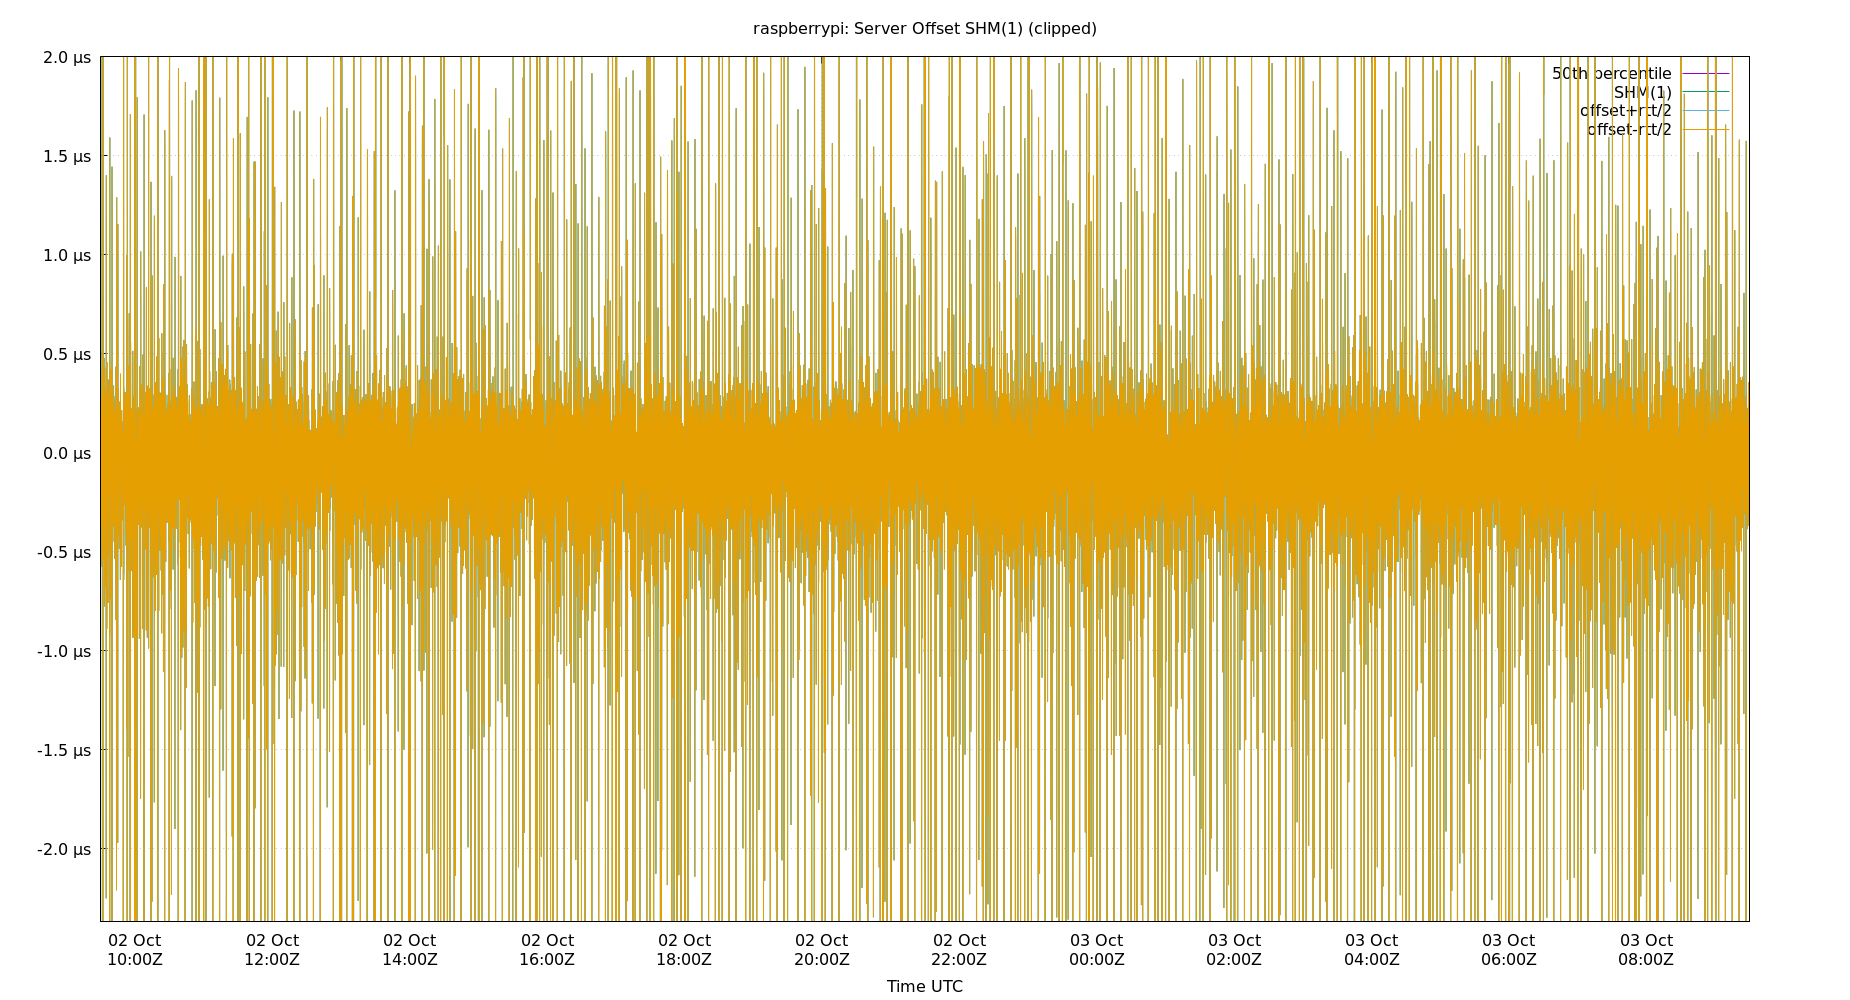 raspberrypi: Server Offset SHM(1) (clipped)
2.0 µs
50th percentile
SHM(1)
offset+rtt/2
offset-rtt/2
1.5 µs
1.0 µs
0.5 µs
0.0 µs
-0.5 µs
-1.0 µs
-1.5 µs
-2.0 µs
02 Oct 02 Oct 02 Oct 02 Oct 02 Oct 02 Oct 02 Oct 03 Oct 03 Oct 03 Oct 03 Oct 03 Oct
10:00Z 12:00Z 14:00Z 16:00Z 18:00Z 20:00Z 22:00Z 00:00Z 02:00Z 04:00Z 06:00Z 08:00Z
Time UTC